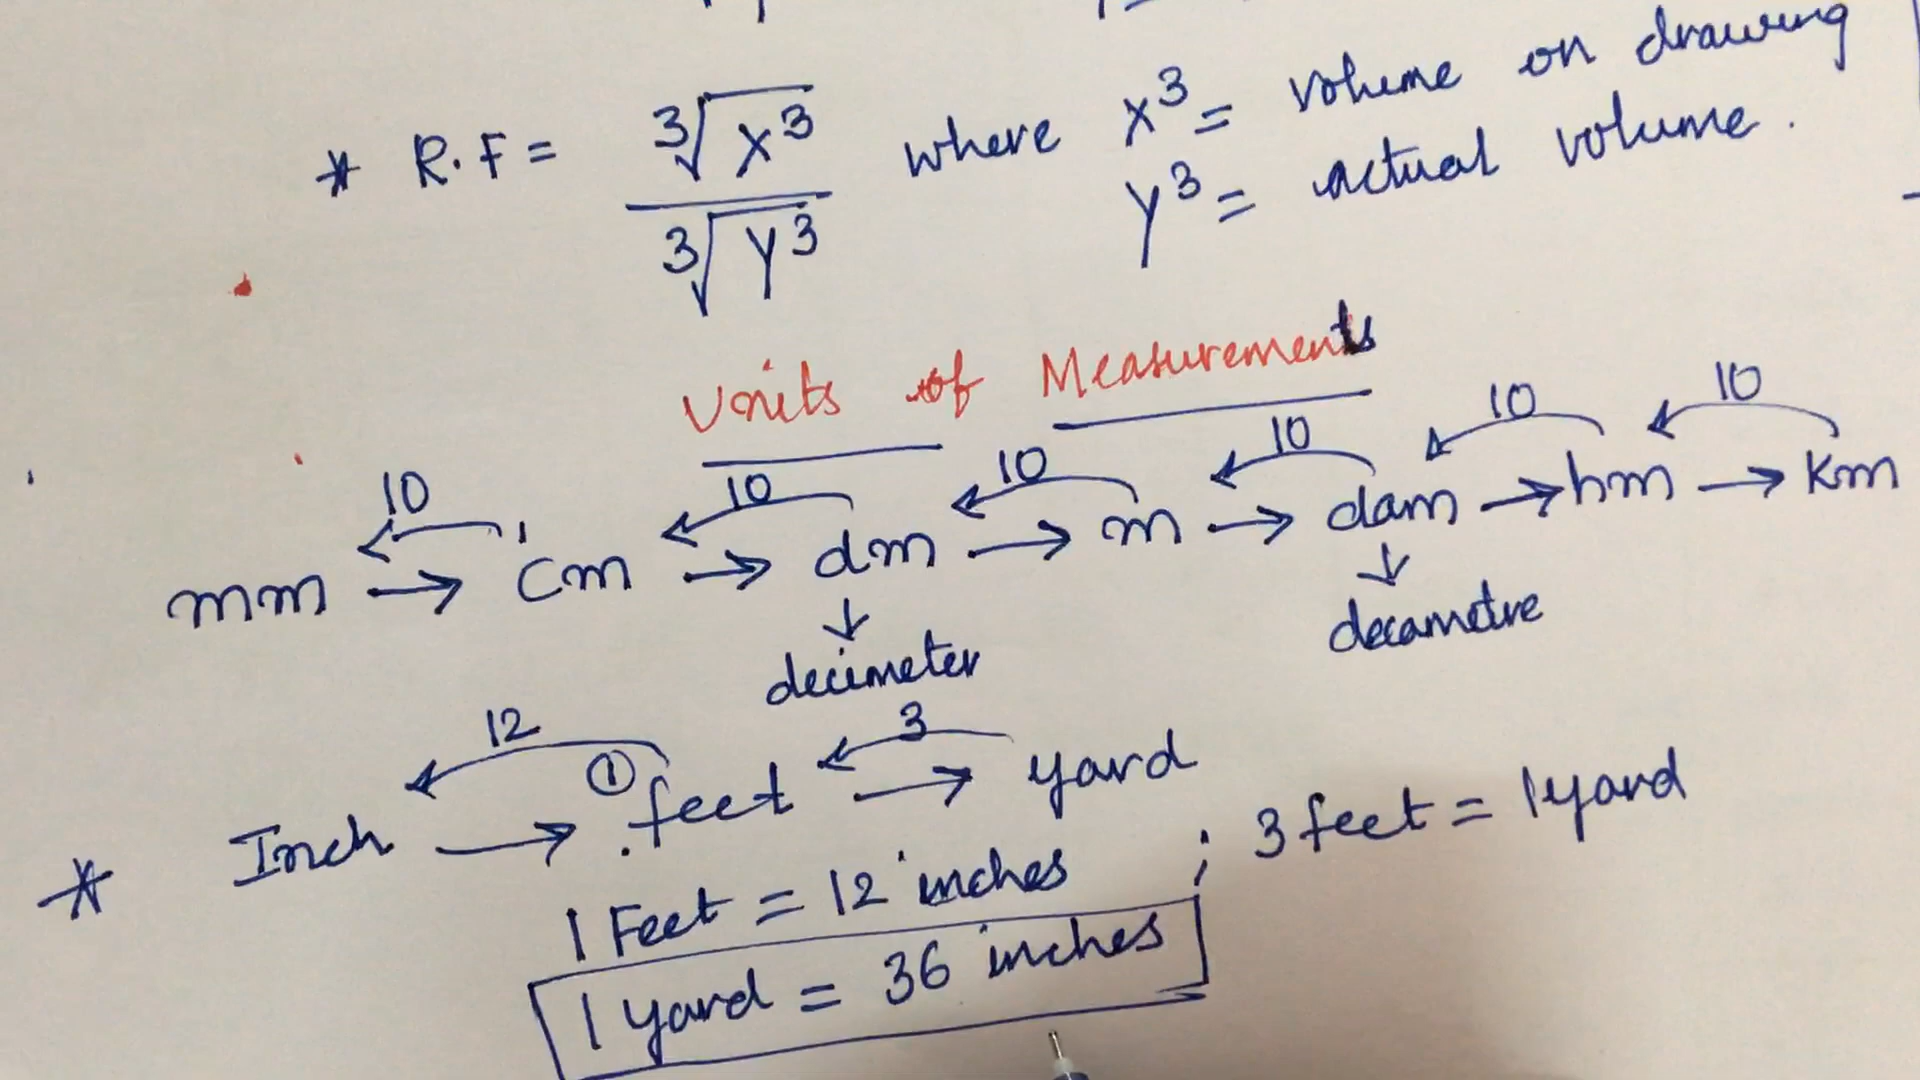 * R.F = ∛x³ / ∛y³ where x³ = volume on drawing
y³ = actual volume.
Units of Measurements
10 10 10 10 10 10
mm → cm → dm → m → dam → hm → km
decimeter decametre
12 3
* Inch → ① feet → yard
1 Feet = 12 inches ; 3 feet = 1 yard
1 yard = 36 inches